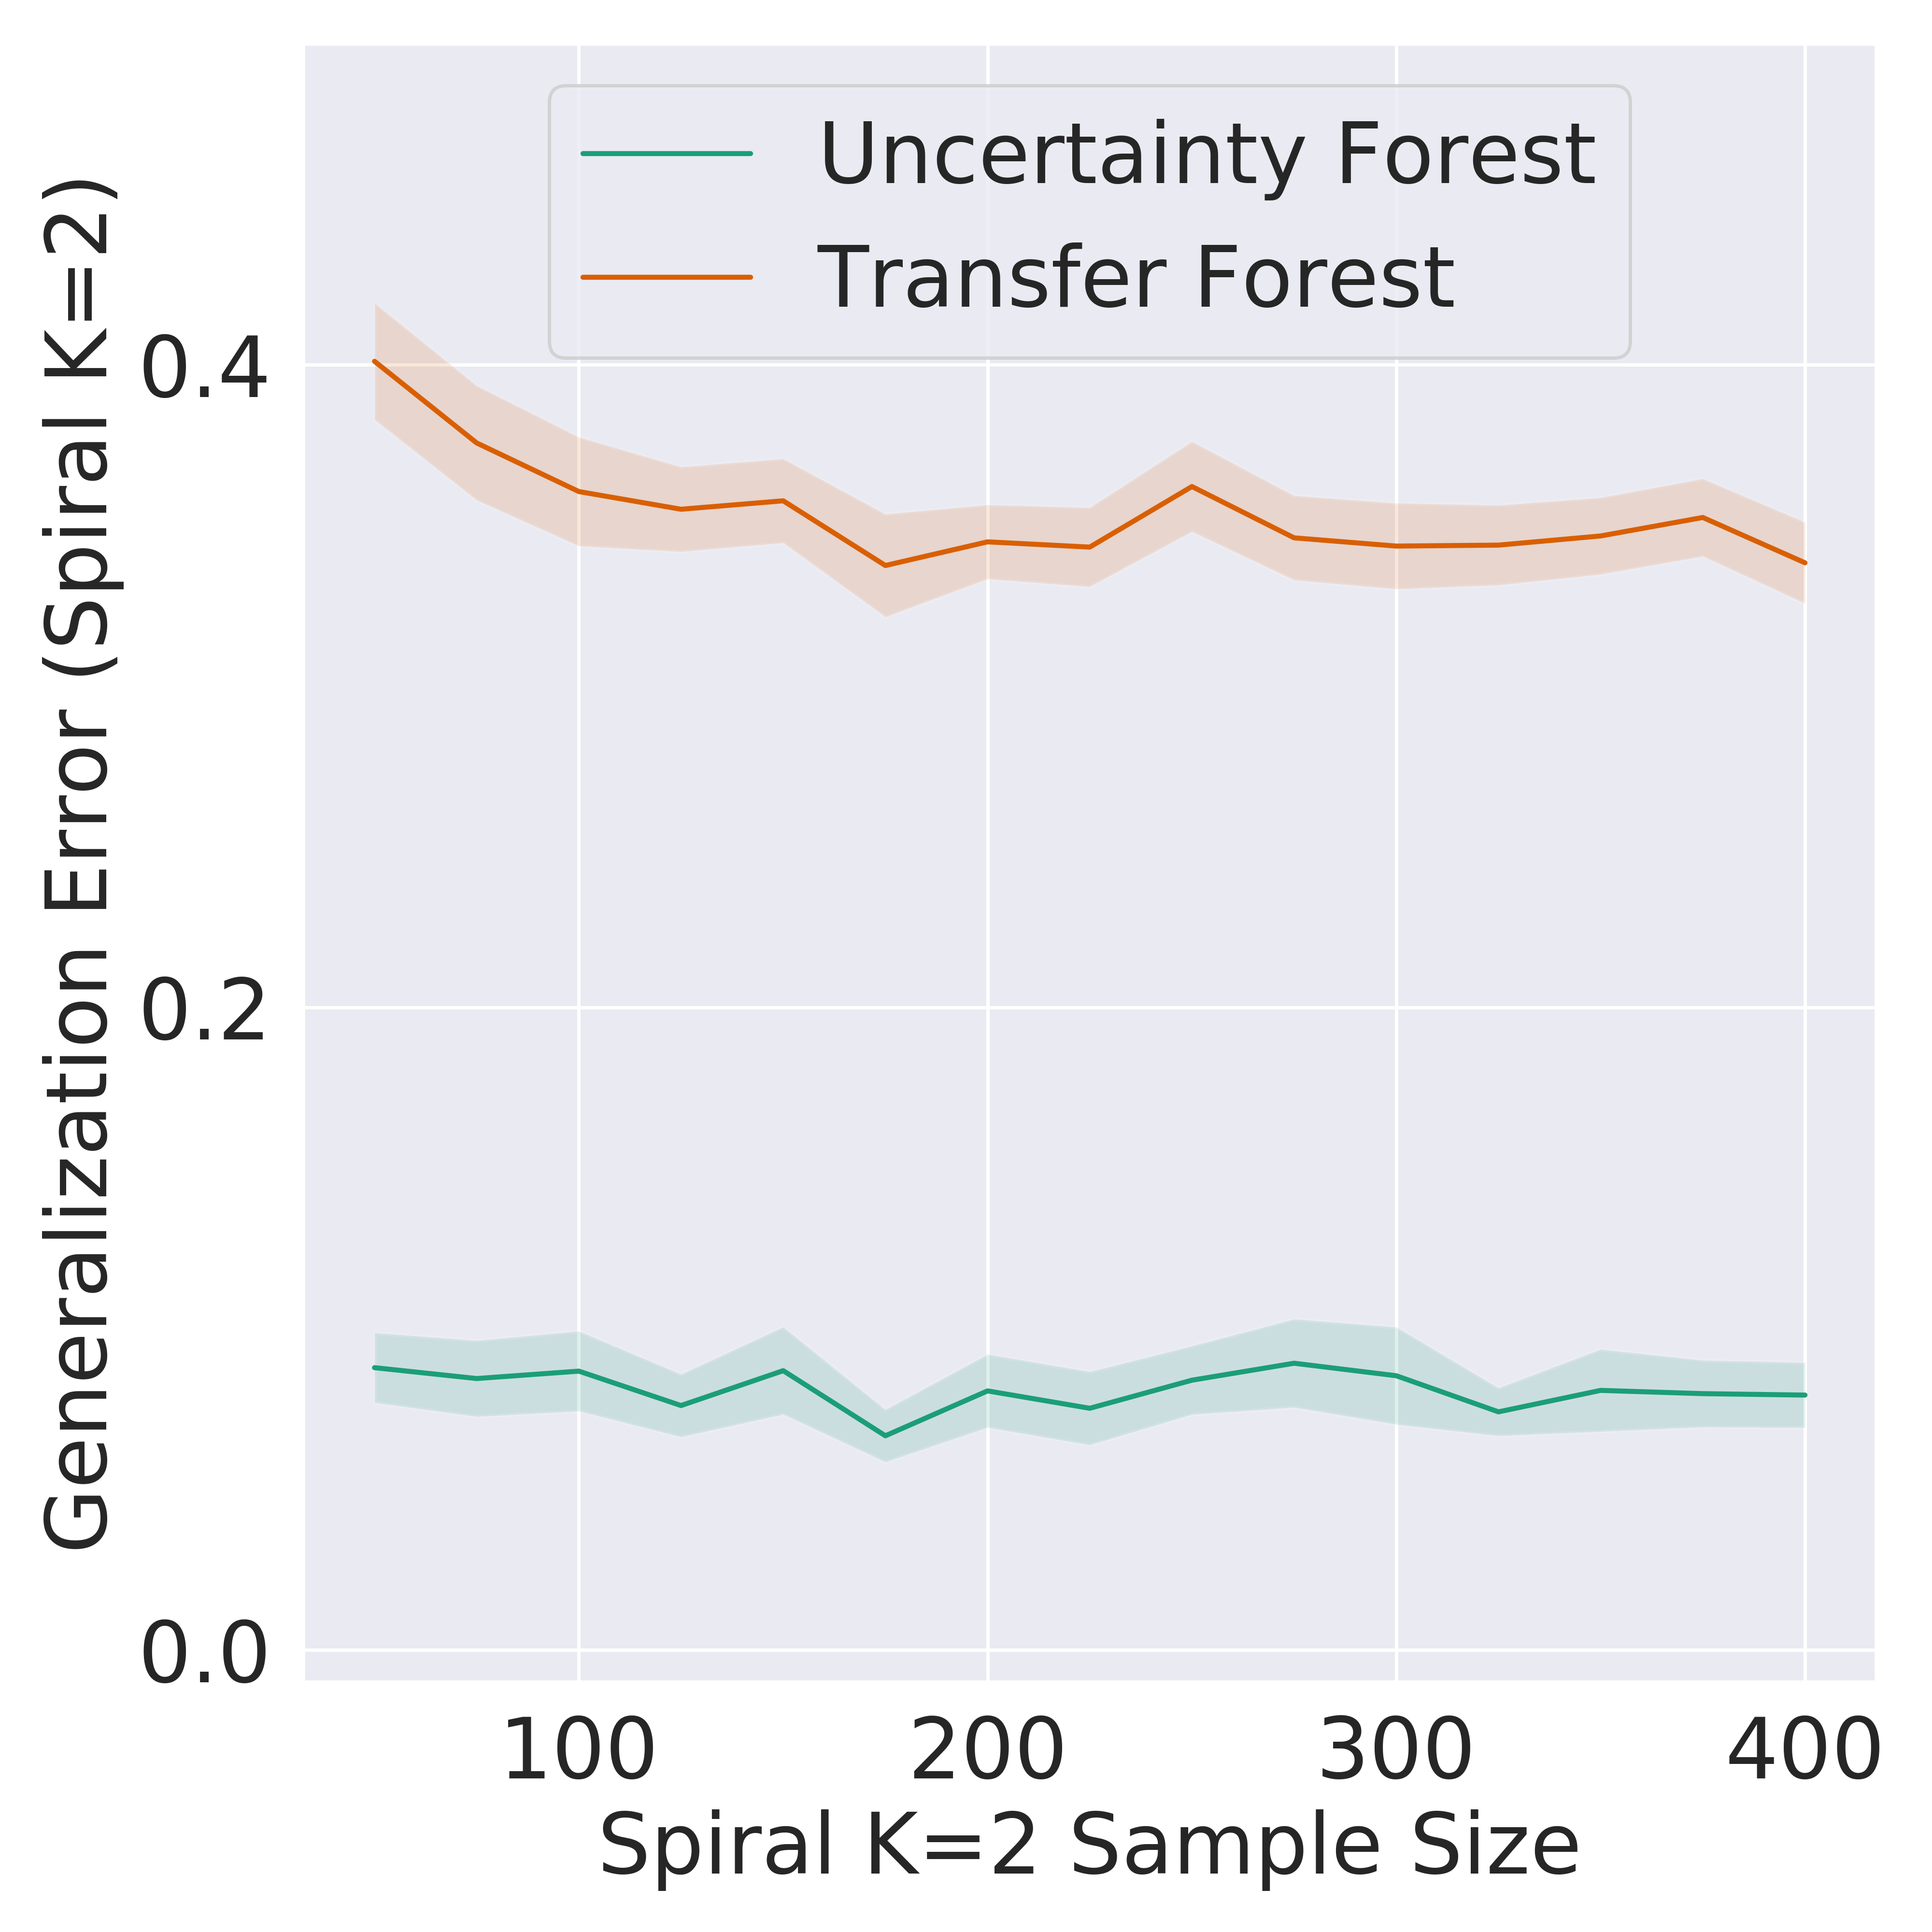 Uncertainty Forest
Transfer Forest
Generalization Error (Spiral K=2)
0.4
0.2
0.0
100 200 300 400
Spiral K=2 Sample Size